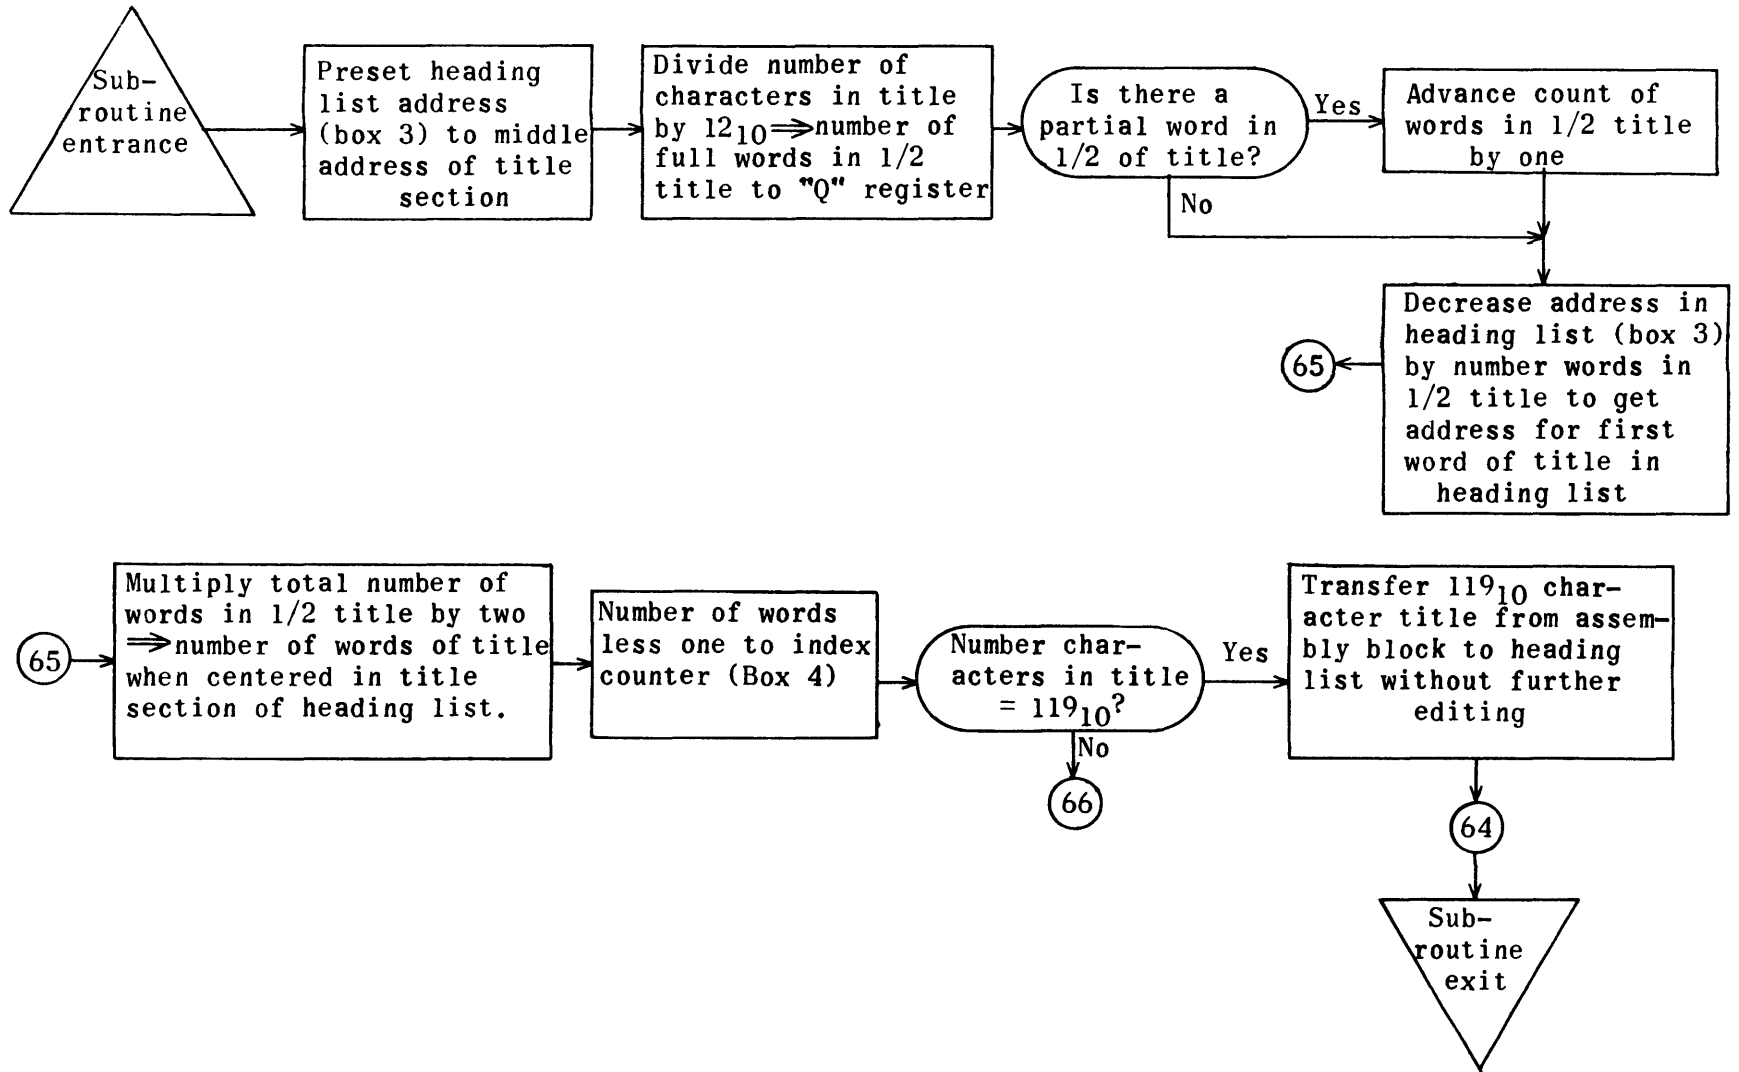 Sub-
routine
entrance
Preset heading
list address
(box 3) to middle
address of title
section
Divide number of
characters in title
by 12₁₀⇒number of
full words in 1/2
title to "Q" register
Is there a
partial word in
1/2 of title?
Yes
No
Advance count of
words in 1/2 title
by one
Decrease address in
heading list (box 3)
by number words in
1/2 title to get
address for first
word of title in
heading list
65
65
Multiply total number of
words in 1/2 title by two
⇒number of words of title
when centered in title
section of heading list.
Number of words
less one to index
counter (Box 4)
Number char-
acters in title
= 119₁₀?
Yes
No
66
Transfer 119₁₀ char-
acter title from assem-
bly block to heading
list without further
editing
64
Sub-
routine
exit